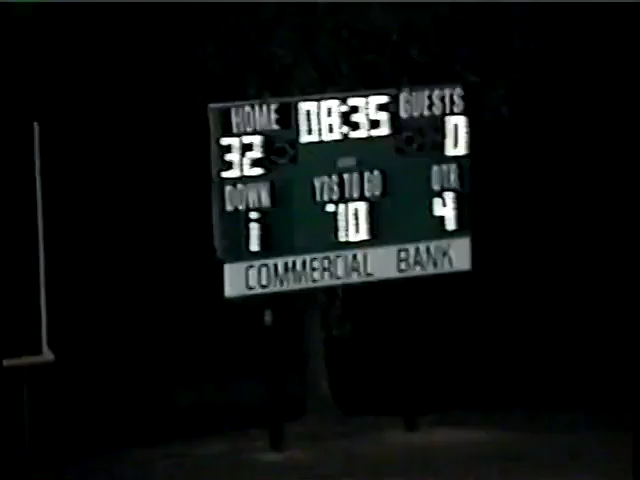 HOME 08:35 GUESTS
32 0
DOWN YDS TO GO QTR
1 10 4
COMMERCIAL BANK